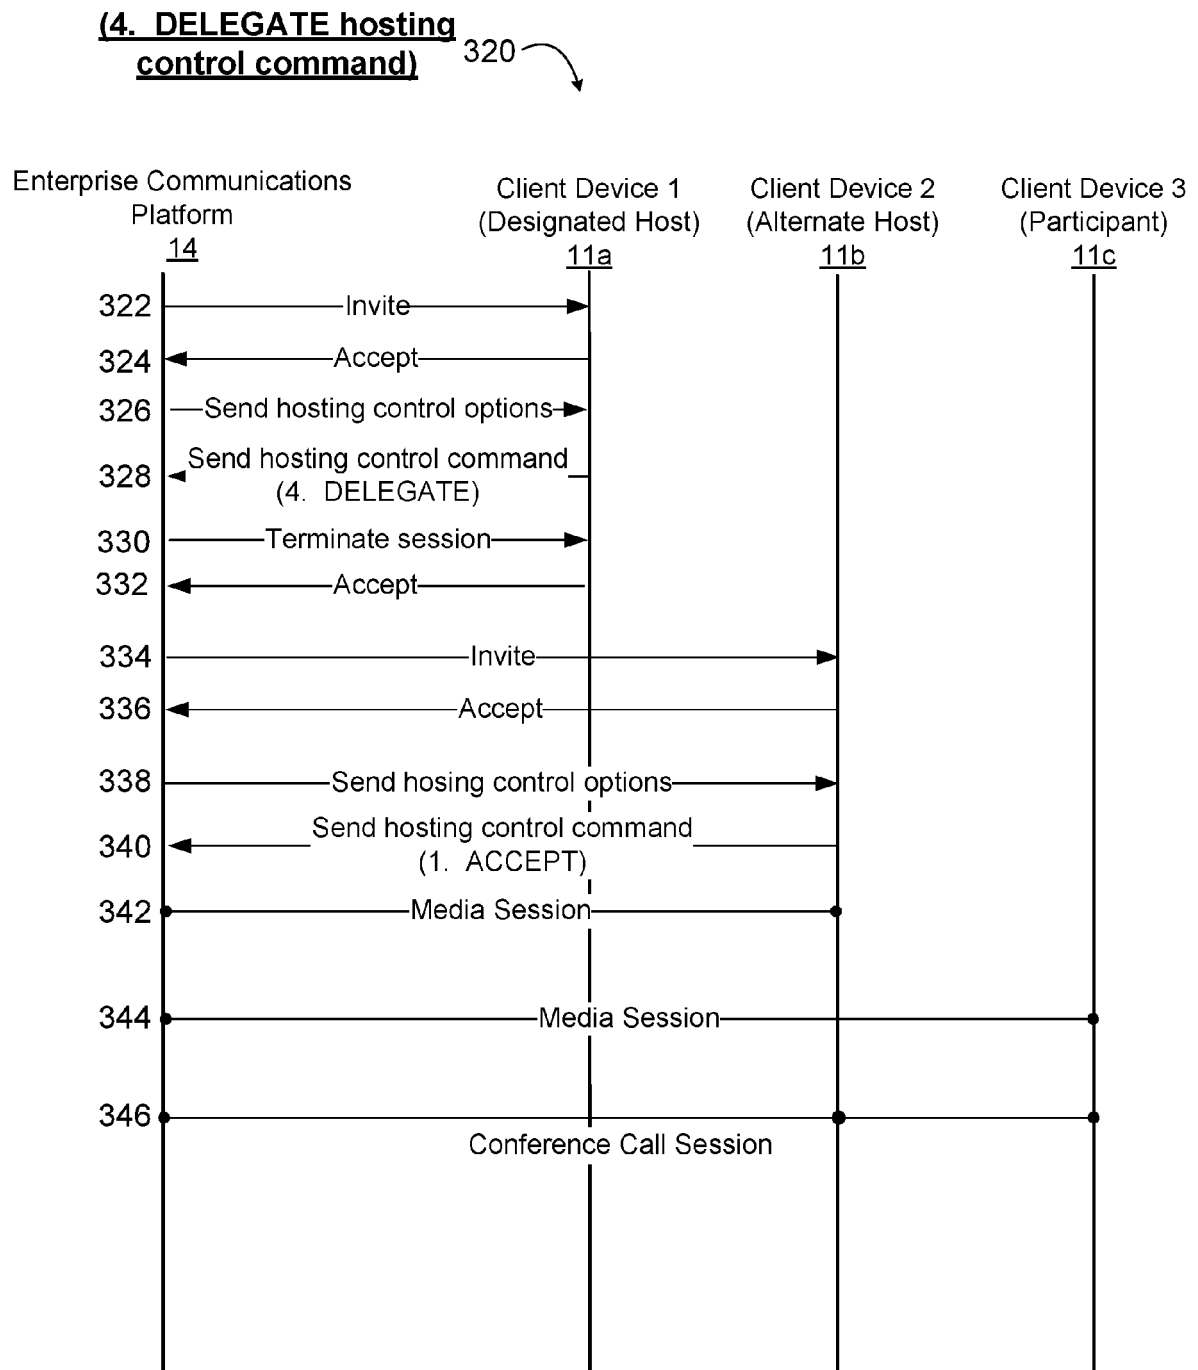 (4. DELEGATE hosting
control command)
320
Enterprise Communications
Platform
14
Client Device 1
(Designated Host)
11a
Client Device 2
(Alternate Host)
11b
Client Device 3
(Participant)
11c
322 Invite
324 Accept
326 Send hosting control options
328 Send hosting control command
(4. DELEGATE)
330 Terminate session
332 Accept
334 Invite
336 Accept
338 Send hosing control options
340 Send hosting control command
(1. ACCEPT)
342 Media Session
344 Media Session
346
Conference Call Session